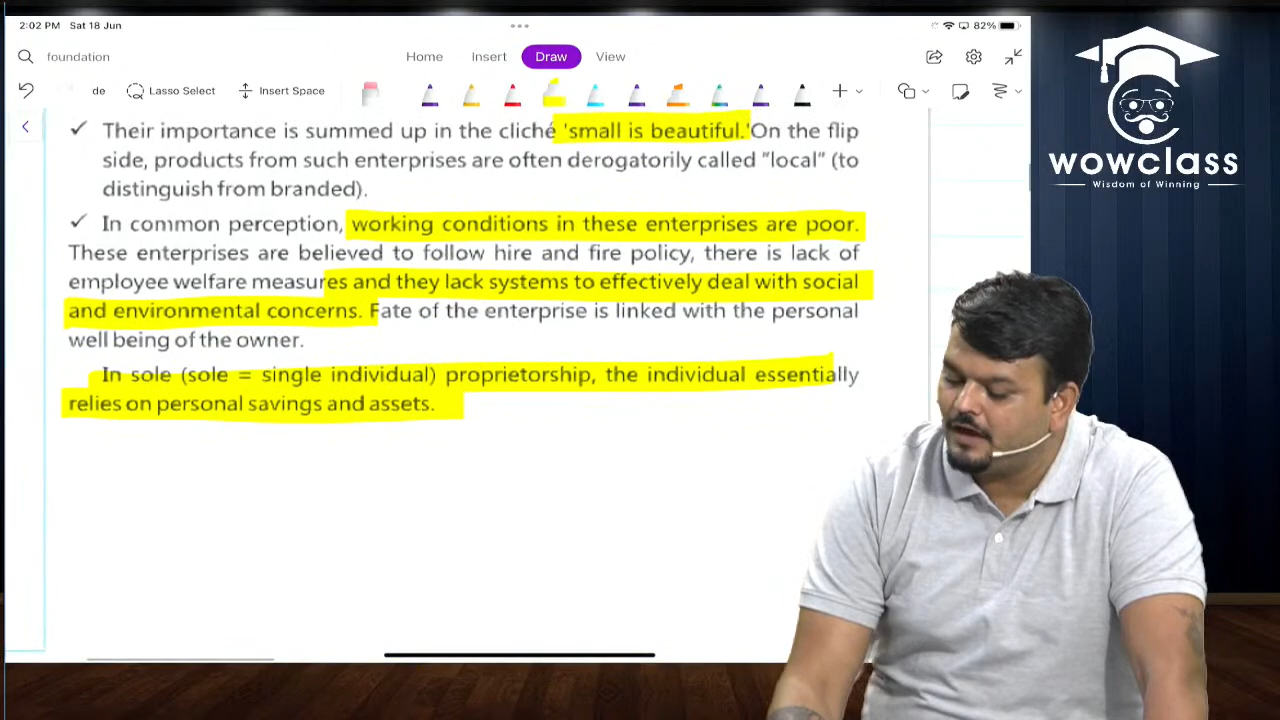 2:02 PM Sat 18 Jun
82%
foundation
Home Insert Draw View
de Lasso Select Insert Space
✓ Their importance is summed up in the cliché 'small is beautiful.'On the flip
side, products from such enterprises are often derogatorily called "local" (to
distinguish from branded).
✓ In common perception, working conditions in these enterprises are poor.
These enterprises are believed to follow hire and fire policy, there is lack of
employee welfare measures and they lack systems to effectively deal with social
and environmental concerns. Fate of the enterprise is linked with the personal
well being of the owner.
In sole (sole = single individual) proprietorship, the individual essentially
relies on personal savings and assets.
wowclass
Wisdom of Winning